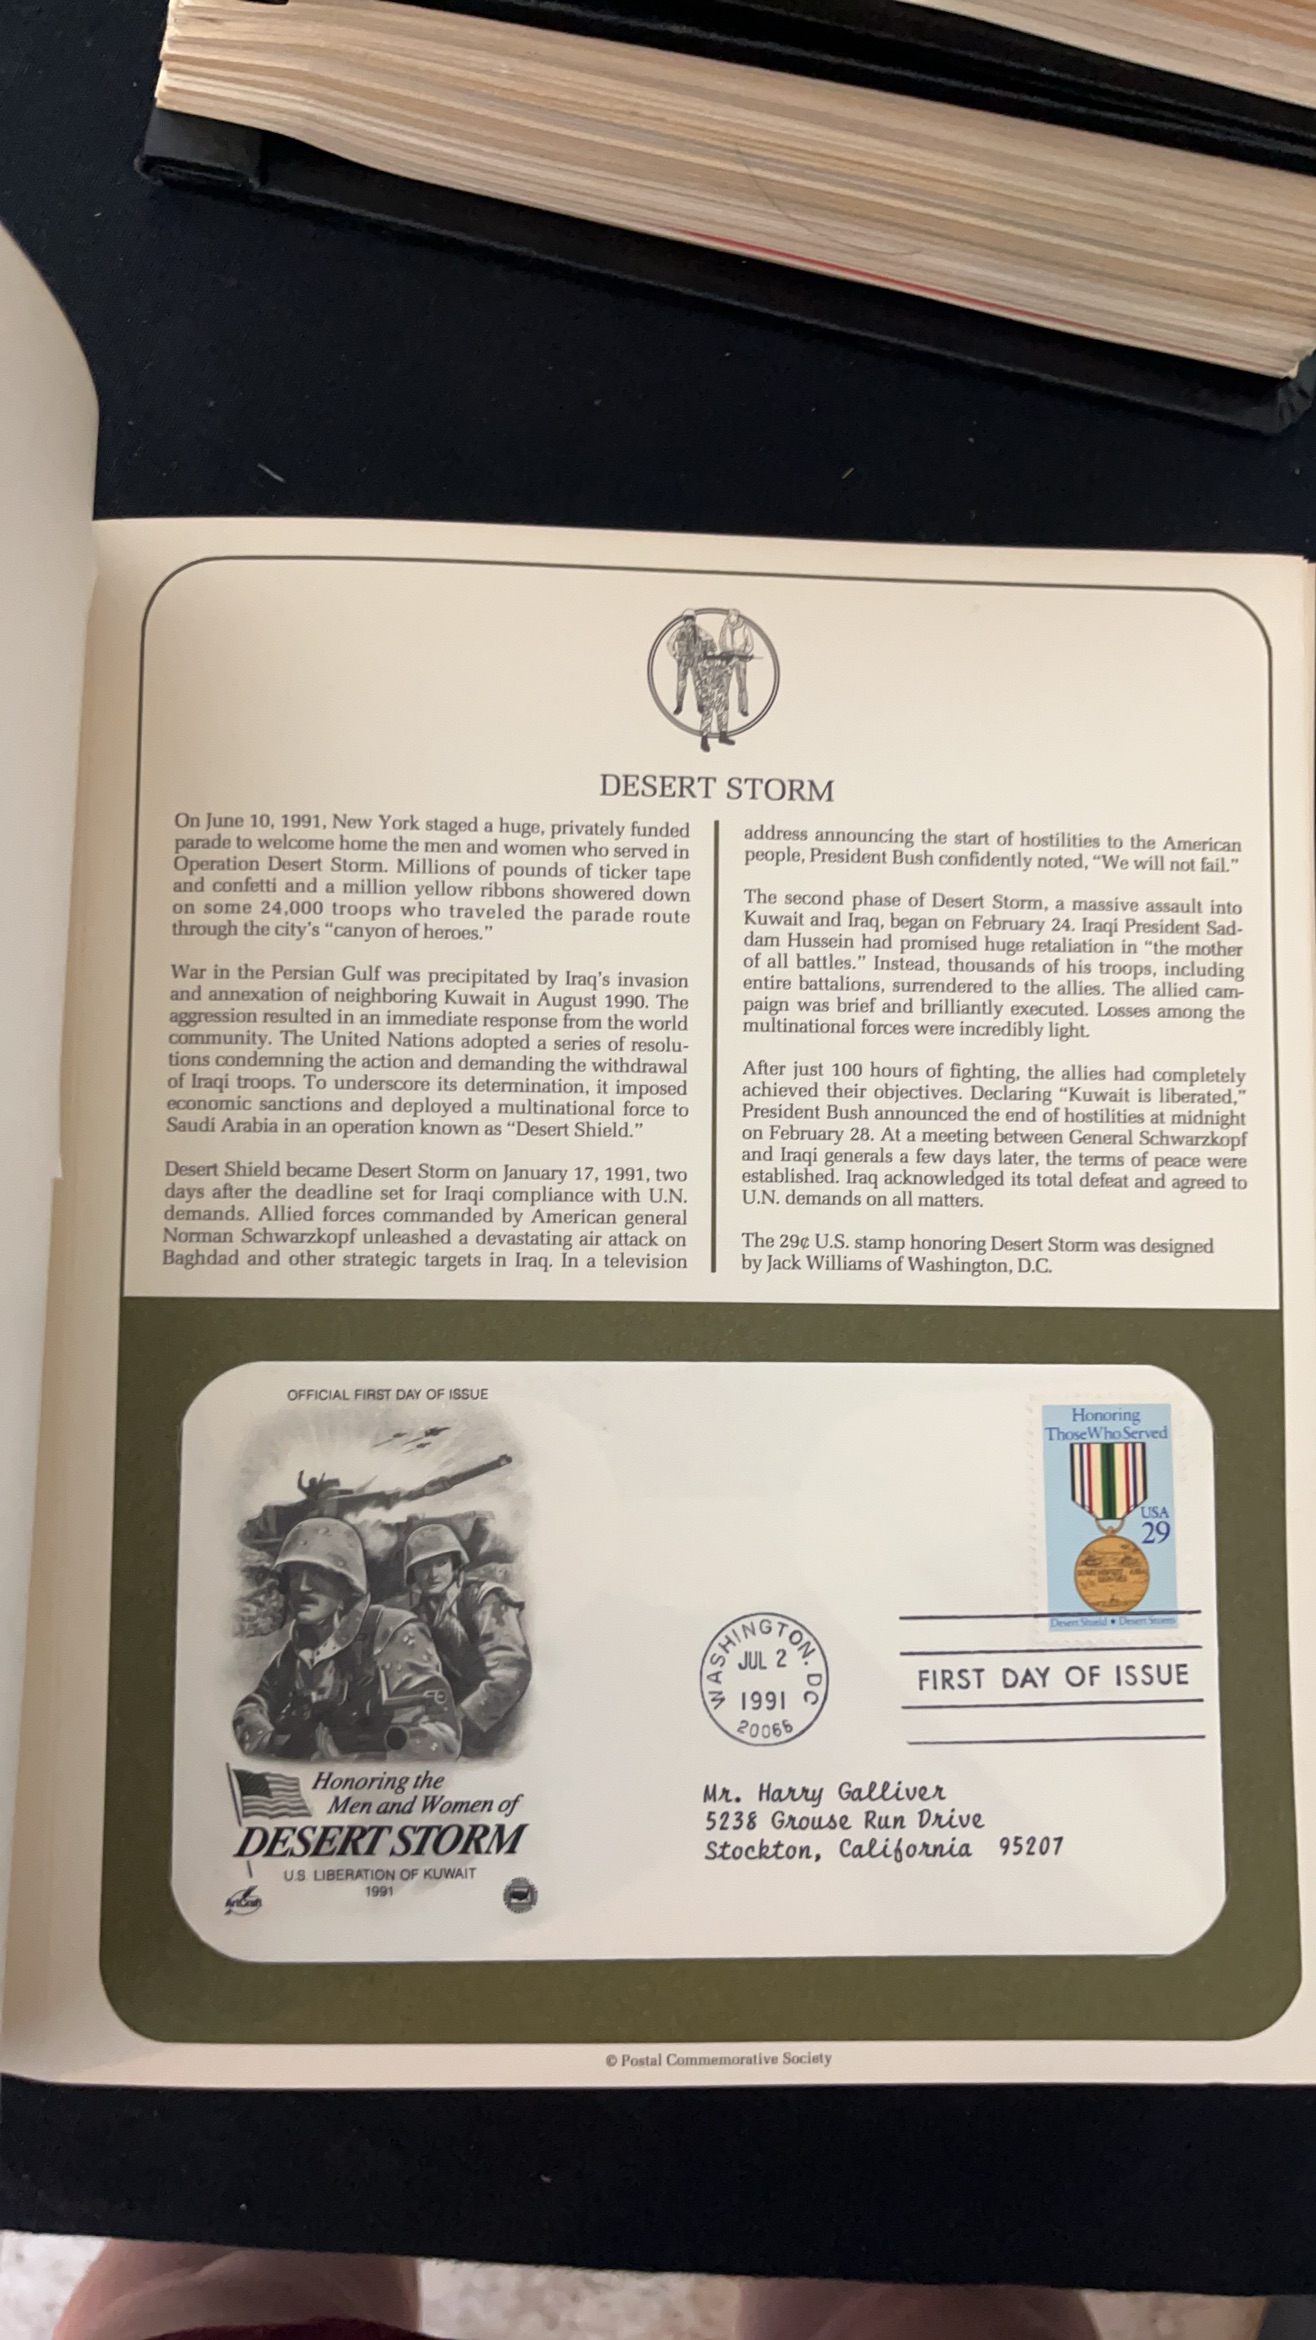 DESERT STORM
On June 10, 1991, New York staged a huge, privately funded
parade to welcome home the men and women who served in
Operation Desert Storm. Millions of pounds of ticker tape
and confetti and a million yellow ribbons showered down
on some 24,000 troops who traveled the parade route
through the city's "canyon of heroes."
War in the Persian Gulf was precipitated by Iraq's invasion
and annexation of neighboring Kuwait in August 1990. The
aggression resulted in an immediate response from the world
community. The United Nations adopted a series of resolu-
tions condemning the action and demanding the withdrawal
of Iraqi troops. To underscore its determination, it imposed
economic sanctions and deployed a multinational force to
Saudi Arabia in an operation known as "Desert Shield."
Desert Shield became Desert Storm on January 17, 1991, two
days after the deadline set for Iraqi compliance with U.N.
demands. Allied forces commanded by American general
Norman Schwarzkopf unleashed a devastating air attack on
Baghdad and other strategic targets in Iraq. In a television
address announcing the start of hostilities to the American
people, President Bush confidently noted, "We will not fail."
The second phase of Desert Storm, a massive assault into
Kuwait and Iraq, began on February 24. Iraqi President Sad-
dam Hussein had promised huge retaliation in "the mother
of all battles." Instead, thousands of his troops, including
entire battalions, surrendered to the allies. The allied cam-
paign was brief and brilliantly executed. Losses among the
multinational forces were incredibly light.
After just 100 hours of fighting, the allies had completely
achieved their objectives. Declaring "Kuwait is liberated,"
President Bush announced the end of hostilities at midnight
on February 28. At a meeting between General Schwarzkopf
and Iraqi generals a few days later, the terms of peace were
established. Iraq acknowledged its total defeat and agreed to
U.N. demands on all matters.
The 29¢ U.S. stamp honoring Desert Storm was designed
by Jack Williams of Washington, D.C.
OFFICIAL FIRST DAY OF ISSUE
Honoring
Those Who Served
USA
29
Desert Shield ★ Desert Storm
WASHINGTON. DC
JUL 2
1991
20066
FIRST DAY OF ISSUE
Honoring the
Men and Women of
DESERT STORM
U.S. LIBERATION OF KUWAIT
1991
ArtCraft
Mr. Harry Galliver
5238 Grouse Run Drive
Stockton, California 95207
© Postal Commemorative Society